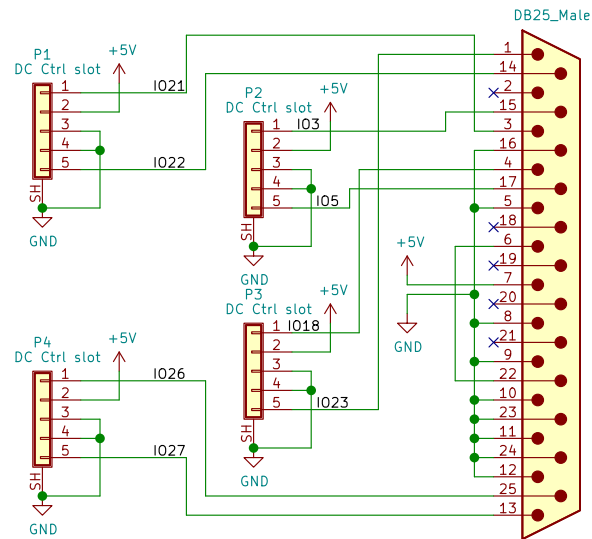 DB25_Male
P1
DC Ctrl slot
+5V
1
2
3
4
5
SH
GND
IO21
IO22
P2
DC Ctrl slot
+5V
1
2
3
4
5
SH
GND
IO3
IO5
P3
DC Ctrl slot
+5V
1
2
3
4
5
SH
GND
IO18
IO23
P4
DC Ctrl slot
+5V
1
2
3
4
5
SH
GND
IO26
IO27
+5V
GND
1
14
2
15
3
16
4
17
5
18
6
19
7
20
8
21
9
22
10
23
11
24
12
25
13